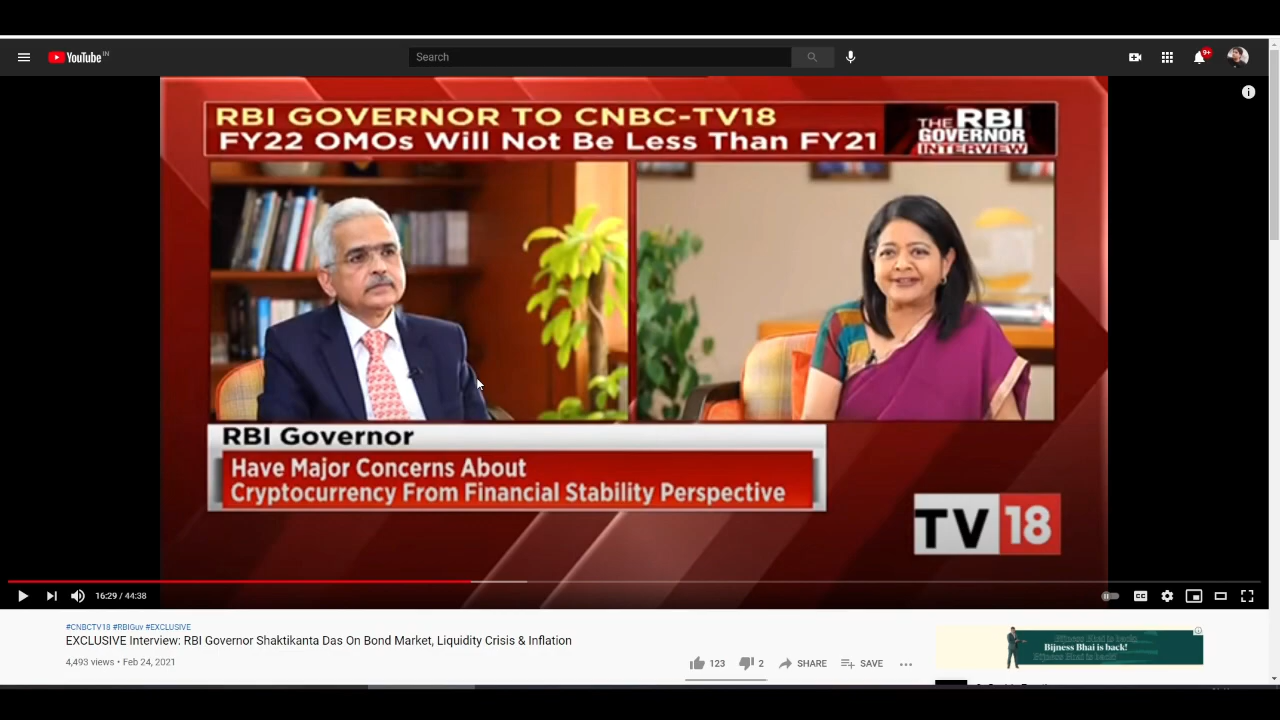 YouTube IN
Search
9+
RBI GOVERNOR TO CNBC-TV18
FY22 OMOs Will Not Be Less Than FY21
THE RBI
GOVERNOR
INTERVIEW
RBI Governor
Have Major Concerns About
Cryptocurrency From Financial Stability Perspective
TV18
16:29 / 44:38
CC
#CNBCTV18 #RBIGuv #EXCLUSIVE
EXCLUSIVE Interview: RBI Governor Shaktikanta Das On Bond Market, Liquidity Crisis & Inflation
4,493 views • Feb 24, 2021
123
2
SHARE
SAVE
Bijness Bhai is back!